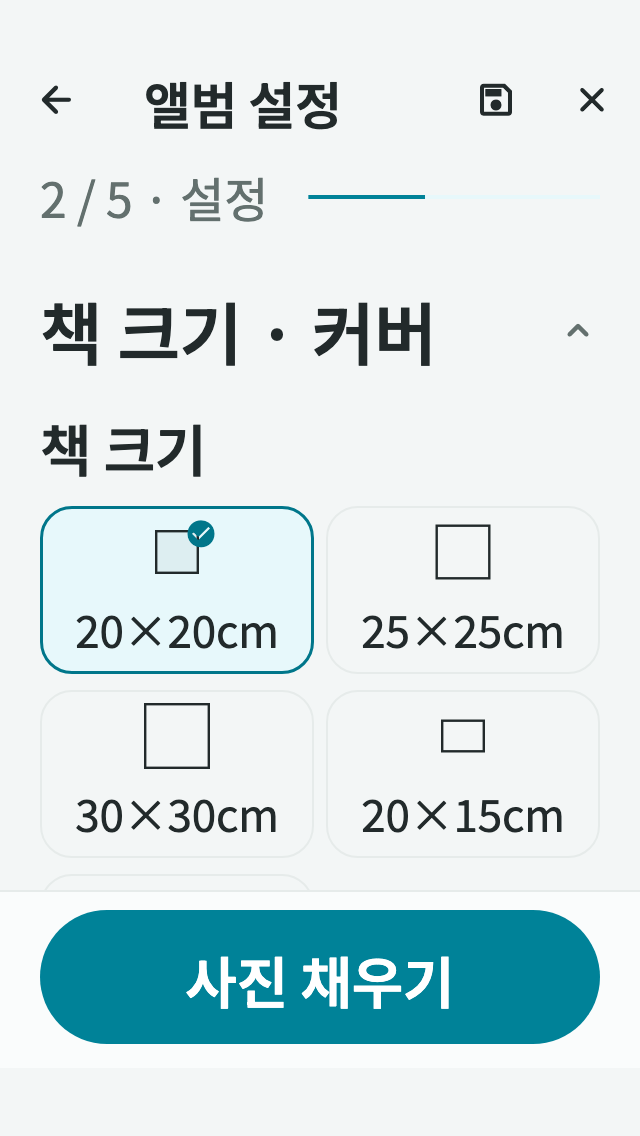 앨범 설정
2 / 5 · 설정
책 크기 · 커버
책 크기
20×20cm
25×25cm
30×30cm
20×15cm
사진 채우기